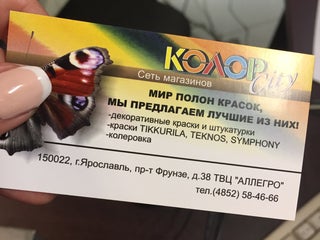 КОЛОР
City
Сеть магазинов
МИР ПОЛОН КРАСОК,
МЫ ПРЕДЛАГАЕМ ЛУЧШИЕ ИЗ НИХ!
-декоративные краски и штукатурки
-краски TIKKURILA, TEKNOS, SYMPHONY
-колеровка
150022, г.Ярославль, пр-т Фрунзе, д.38 ТВЦ "АЛЛЕГРО"
тел.(4852) 58-46-66